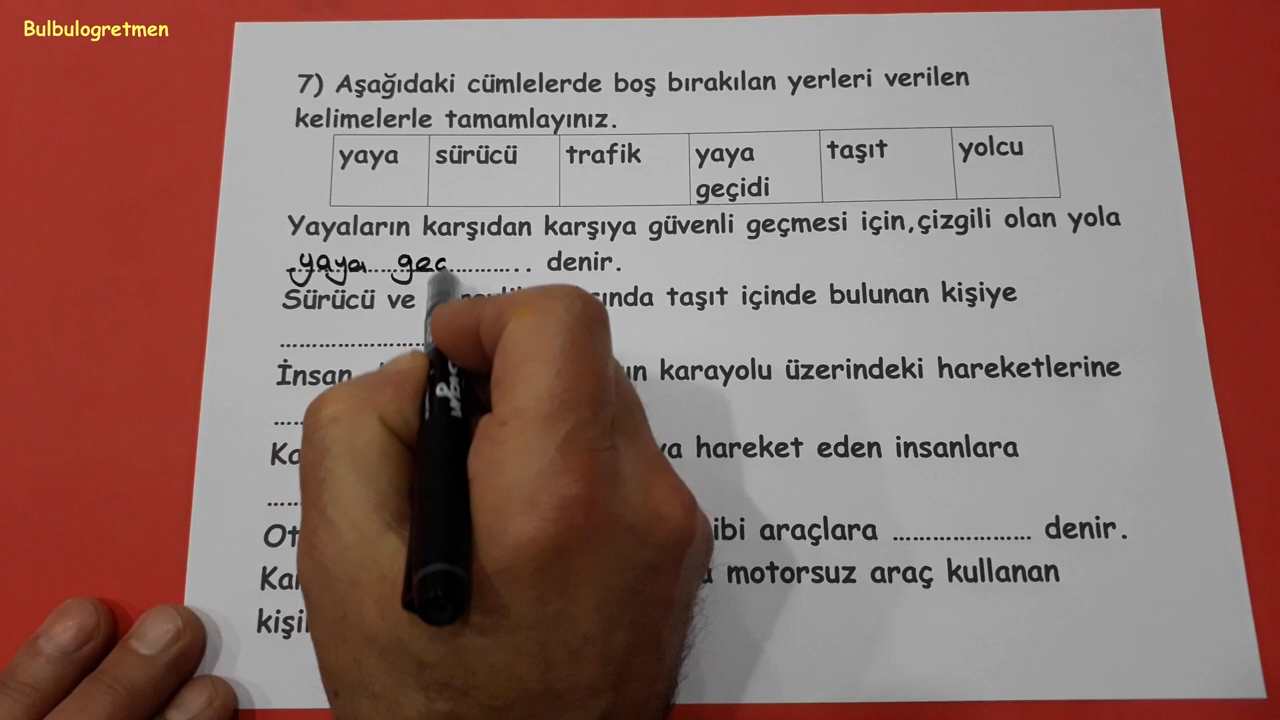 Bulbulogretmen
7) Aşağıdaki cümlelerde boş bırakılan yerleri verilen
kelimelerle tamamlayınız.
yaya sürücü trafik yaya geçidi taşıt yolcu
Yayaların karşıdan karşıya güvenli geçmesi için,çizgili olan yola
yaya geç............ denir.
Sürücü ve taşıt içinde bulunan kişiye
........................
İnsan karayolu üzerindeki hareketlerine
....
hareket eden insanlara
....
araçlara ........................ denir.
motorsuz araç kullanan